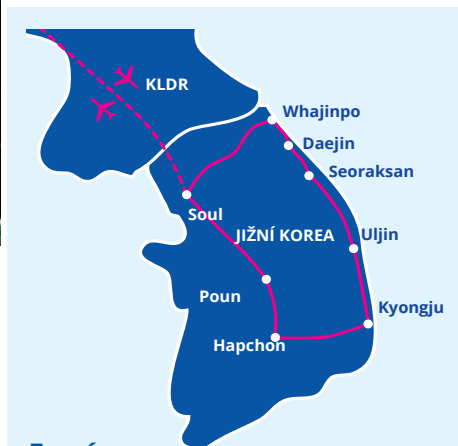 KLDR
Whajinpo
Daejin
Seoraksan
Soul
JIŽNÍ KOREA
Uljin
Poun
Kyongju
Hapchon